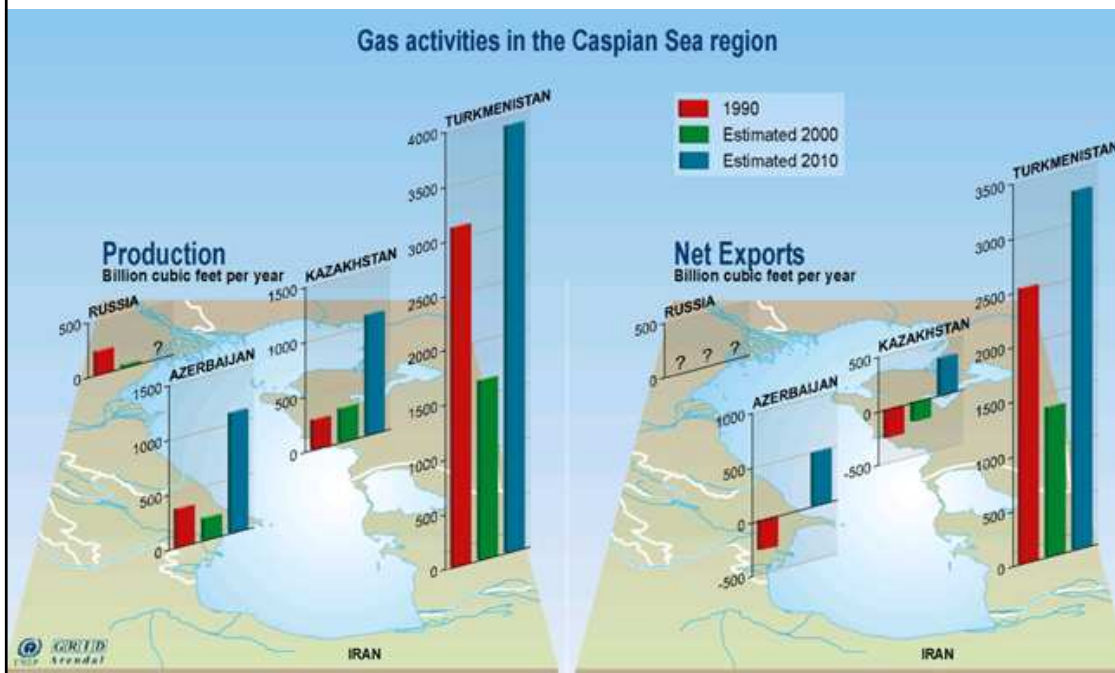 Gas activities in the Caspian Sea region
1990
Estimated 2000
Estimated 2010
Production
Billion cubic feet per year
RUSSIA
500
0
?
AZERBAIJAN
1500
1000
500
0
KAZAKHSTAN
1500
1000
500
0
TURKMENISTAN
4000
3500
3000
2500
2000
1500
1000
500
0
IRAN
Net Exports
Billion cubic feet per year
RUSSIA
500
0
? ? ?
AZERBAIJAN
1000
500
0
-500
KAZAKHSTAN
500
0
-500
TURKMENISTAN
3500
3000
2500
2000
1500
1000
500
0
IRAN
UNEP
GRID
Arendal